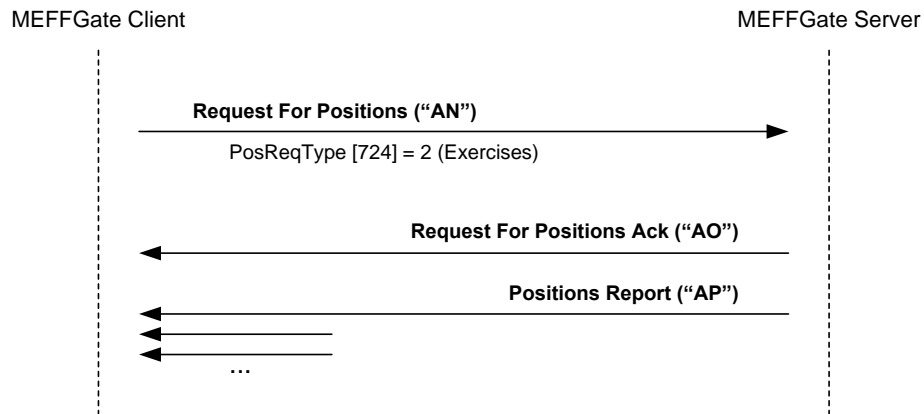 MEFFGate Client
MEFFGate Server
Request For Positions (“AN”)
PosReqType [724] = 2 (Exercises)
Request For Positions Ack (“AO”)
Positions Report (“AP”)
...